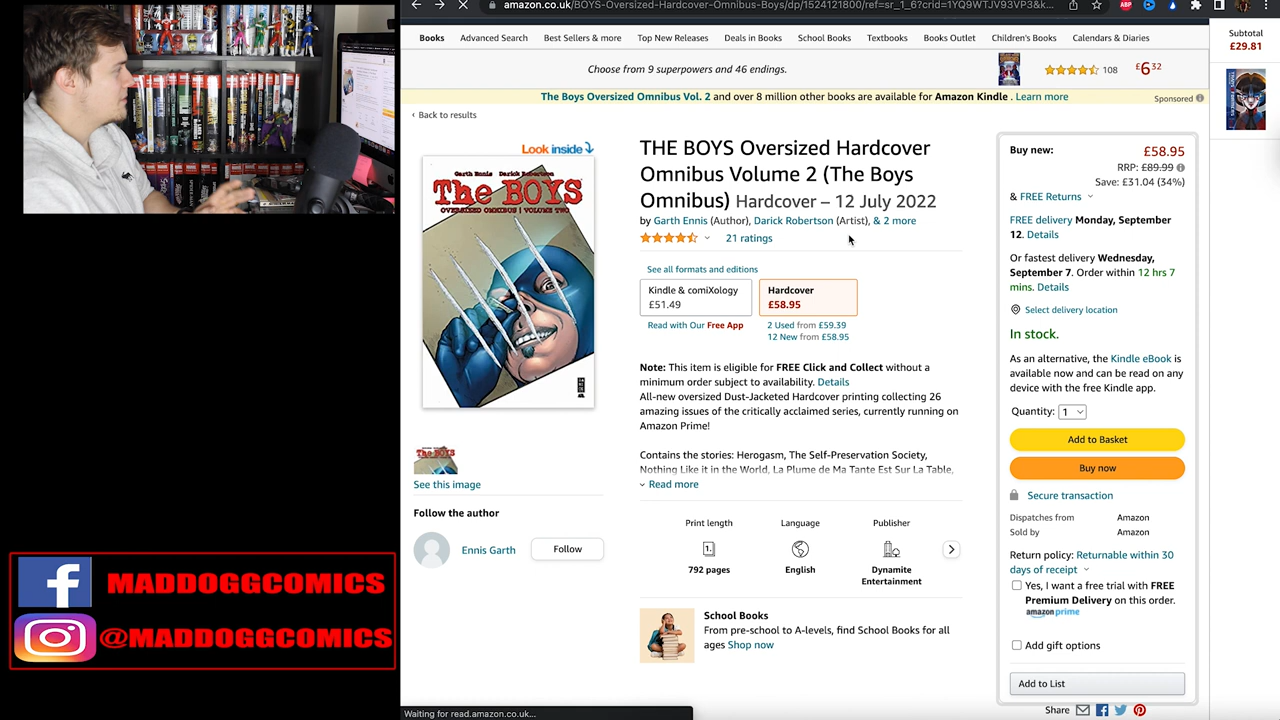 amazon.co.uk/BOYS-Oversized-Hardcover-Omnibus-Boys/dp/1524121800/ref=sr_1_6?crid=1YQ9WTJV93VP3&k...
ABP
Books Advanced Search Best Sellers & more Top New Releases Deals in Books School Books Textbooks Books Outlet Children's Books Calendars & Diaries
Subtotal
£29.81
Choose from 9 superpowers and 46 endings.
108 £6 32
The Boys Oversized Omnibus Vol. 2 and over 8 million other books are available for Amazon Kindle . Learn more
Sponsored
‹ Back to results
Look inside
Garth Ennis Darick Robertson
The BOYS
OVERSIZED OMNIBUS VOLUME TWO
THE BOYS Oversized Hardcover
Omnibus Volume 2 (The Boys
Omnibus) Hardcover – 12 July 2022
by Garth Ennis (Author), Darick Robertson (Artist), & 2 more
21 ratings
See all formats and editions
Kindle & comiXology
£51.49
Hardcover
£58.95
Read with Our Free App
2 Used from £59.39
12 New from £58.95
Note: This item is eligible for FREE Click and Collect without a
minimum order subject to availability. Details
All-new oversized Dust-Jacketed Hardcover printing collecting 26
amazing issues of the critically acclaimed series, currently running on
Amazon Prime!
Contains the stories: Herogasm, The Self-Preservation Society,
Nothing Like it in the World, La Plume de Ma Tante Est Sur La Table,
Read more
The BOYS
See this image
Follow the author
Ennis Garth Follow
Print length
792 pages
Language
English
Publisher
Dynamite
Entertainment
School Books
From pre-school to A-levels, find School Books for all
ages Shop now
Buy new: £58.95
RRP: £89.99
Save: £31.04 (34%)
& FREE Returns
FREE delivery Monday, September
12. Details
Or fastest delivery Wednesday,
September 7. Order within 12 hrs 7
mins. Details
Select delivery location
In stock.
As an alternative, the Kindle eBook is
available now and can be read on any
device with the free Kindle app.
Quantity: 1
Add to Basket
Buy now
Secure transaction
Dispatches from Amazon
Sold by Amazon
Return policy: Returnable within 30
days of receipt
Yes, I want a free trial with FREE
Premium Delivery on this order.
amazon prime
Add gift options
Add to List
Share
f MADDOGGCOMICS
@MADDOGGCOMICS
Waiting for read.amazon.co.uk...